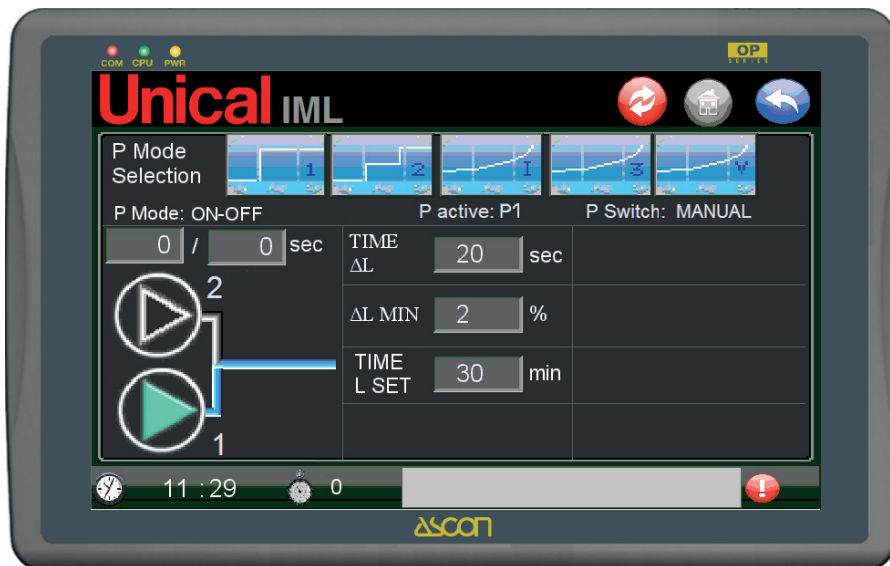 COM CPU PWR
OP
SERIES
Unical IML
P Mode
Selection
1 2 I 3 V
P Mode: ON-OFF P active: P1 P Switch: MANUAL
0 / 0 sec
TIME
ΔL 20 sec
2
ΔL MIN 2 %
TIME
L SET 30 min
1
11 : 29 0
ascon